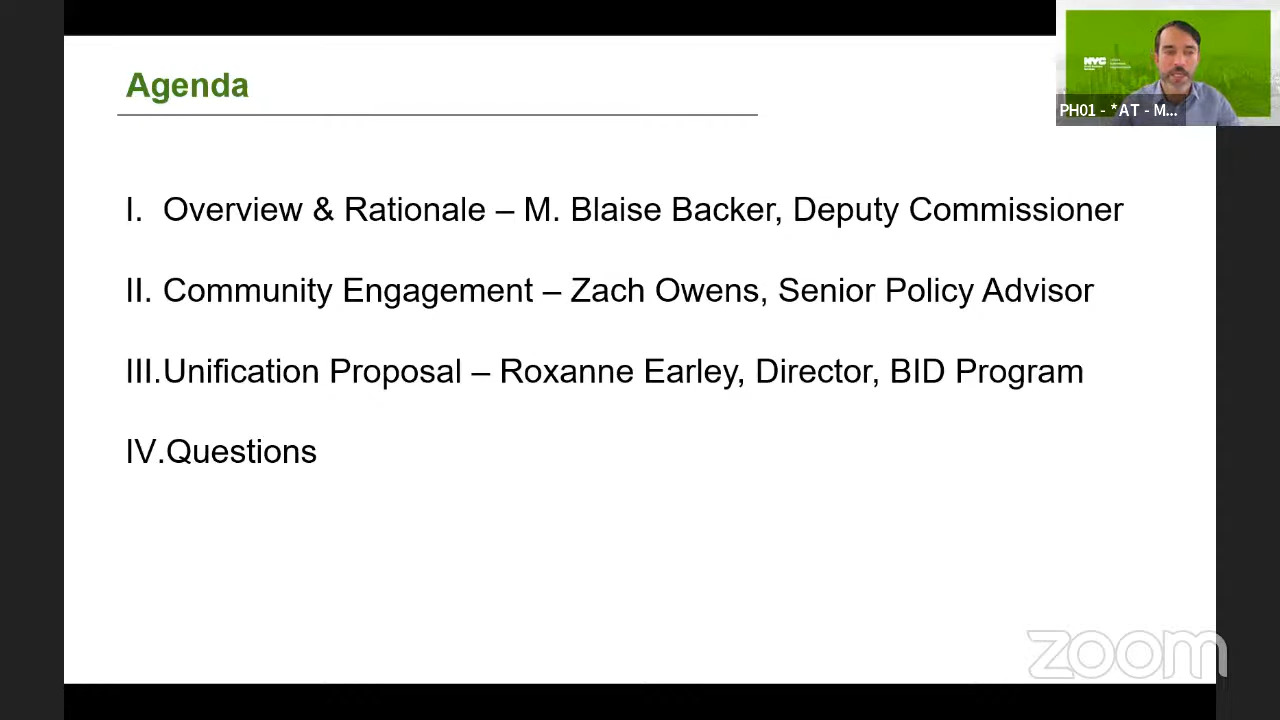 Agenda
I. Overview & Rationale – M. Blaise Backer, Deputy Commissioner
II. Community Engagement – Zach Owens, Senior Policy Advisor
III.Unification Proposal – Roxanne Earley, Director, BID Program
IV.Questions
NYC
PH01 - *AT - M...
zoom